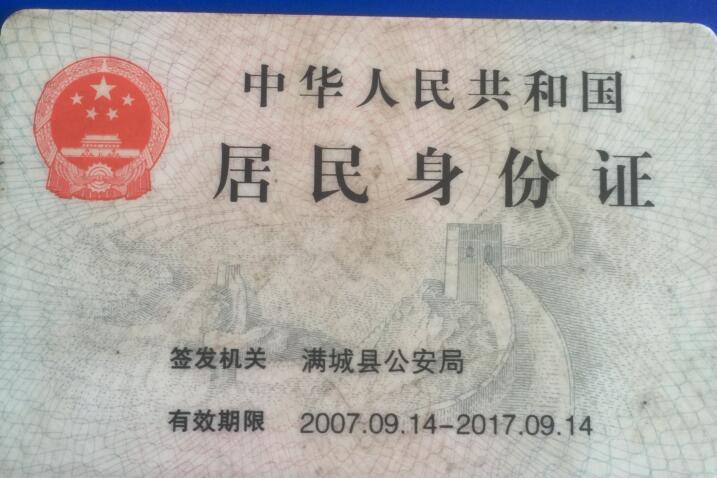 中华人民共和国
居民身份证
签发机关 满城县公安局
有效期限 2007.09.14-2017.09.14